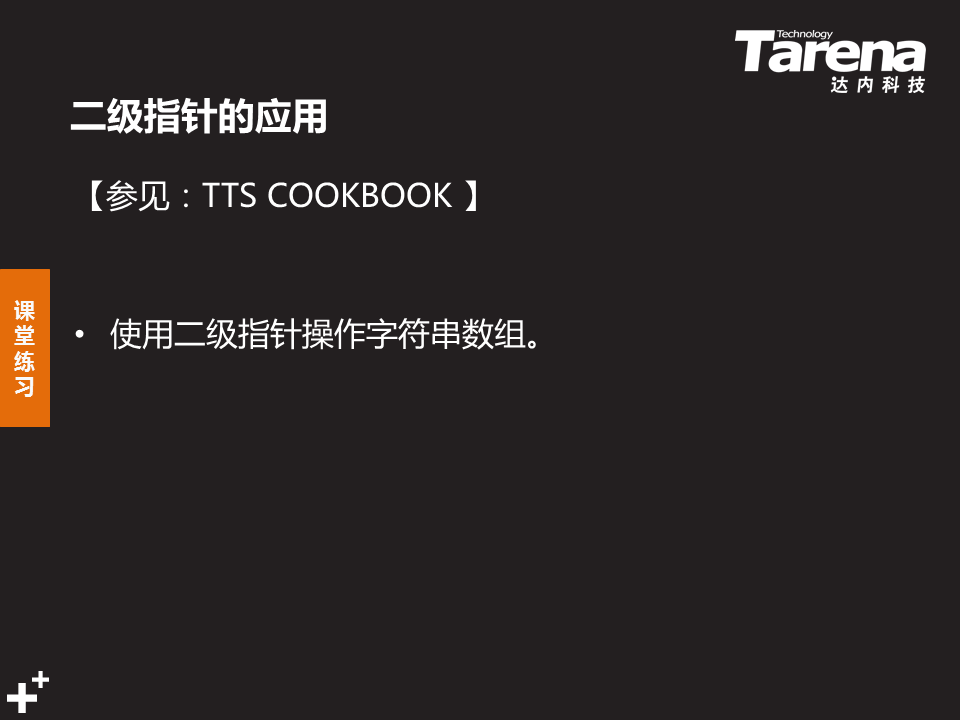 Technology
Tarena
达内科技
二级指针的应用
【参见：TTS COOKBOOK 】
课堂练习
• 使用二级指针操作字符串数组。